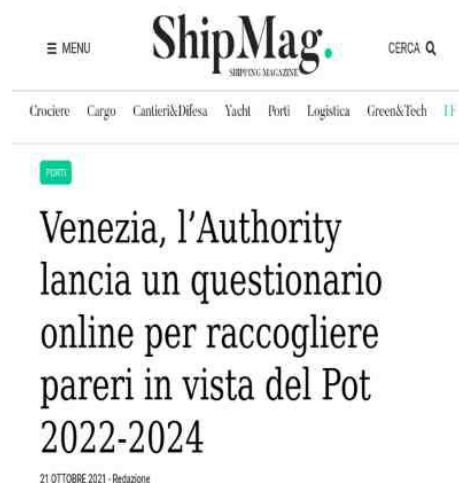 ≡ MENU
ShipMag.
SHIPPING MAGAZINE
CERCA
Crociere Cargo Cantieri&Difesa Yacht Porti Logistica Green&Tech
PORTI
Venezia, l'Authority
lancia un questionario
online per raccogliere
pareri in vista del Pot
2022-2024
21 OTTOBRE 2021 - Redazione